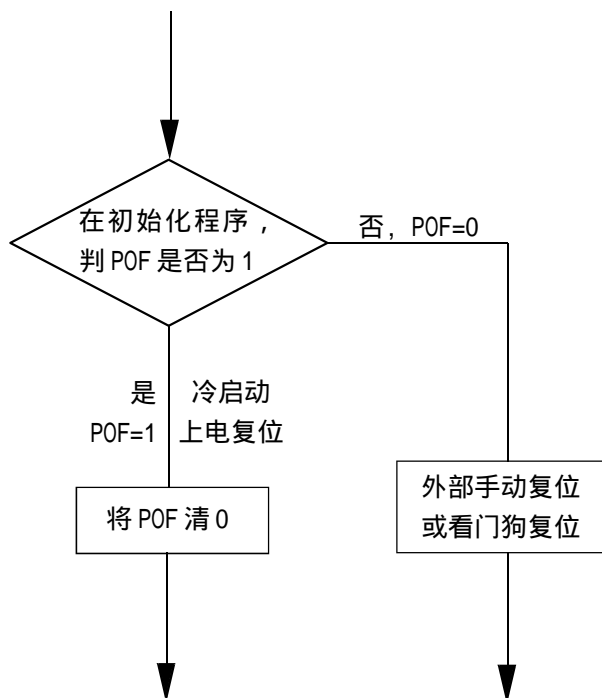 在初始化程序，
判 POF 是否为 1
否，POF=0
是
POF=1
冷启动
上电复位
将 POF 清 0
外部手动复位
或看门狗复位